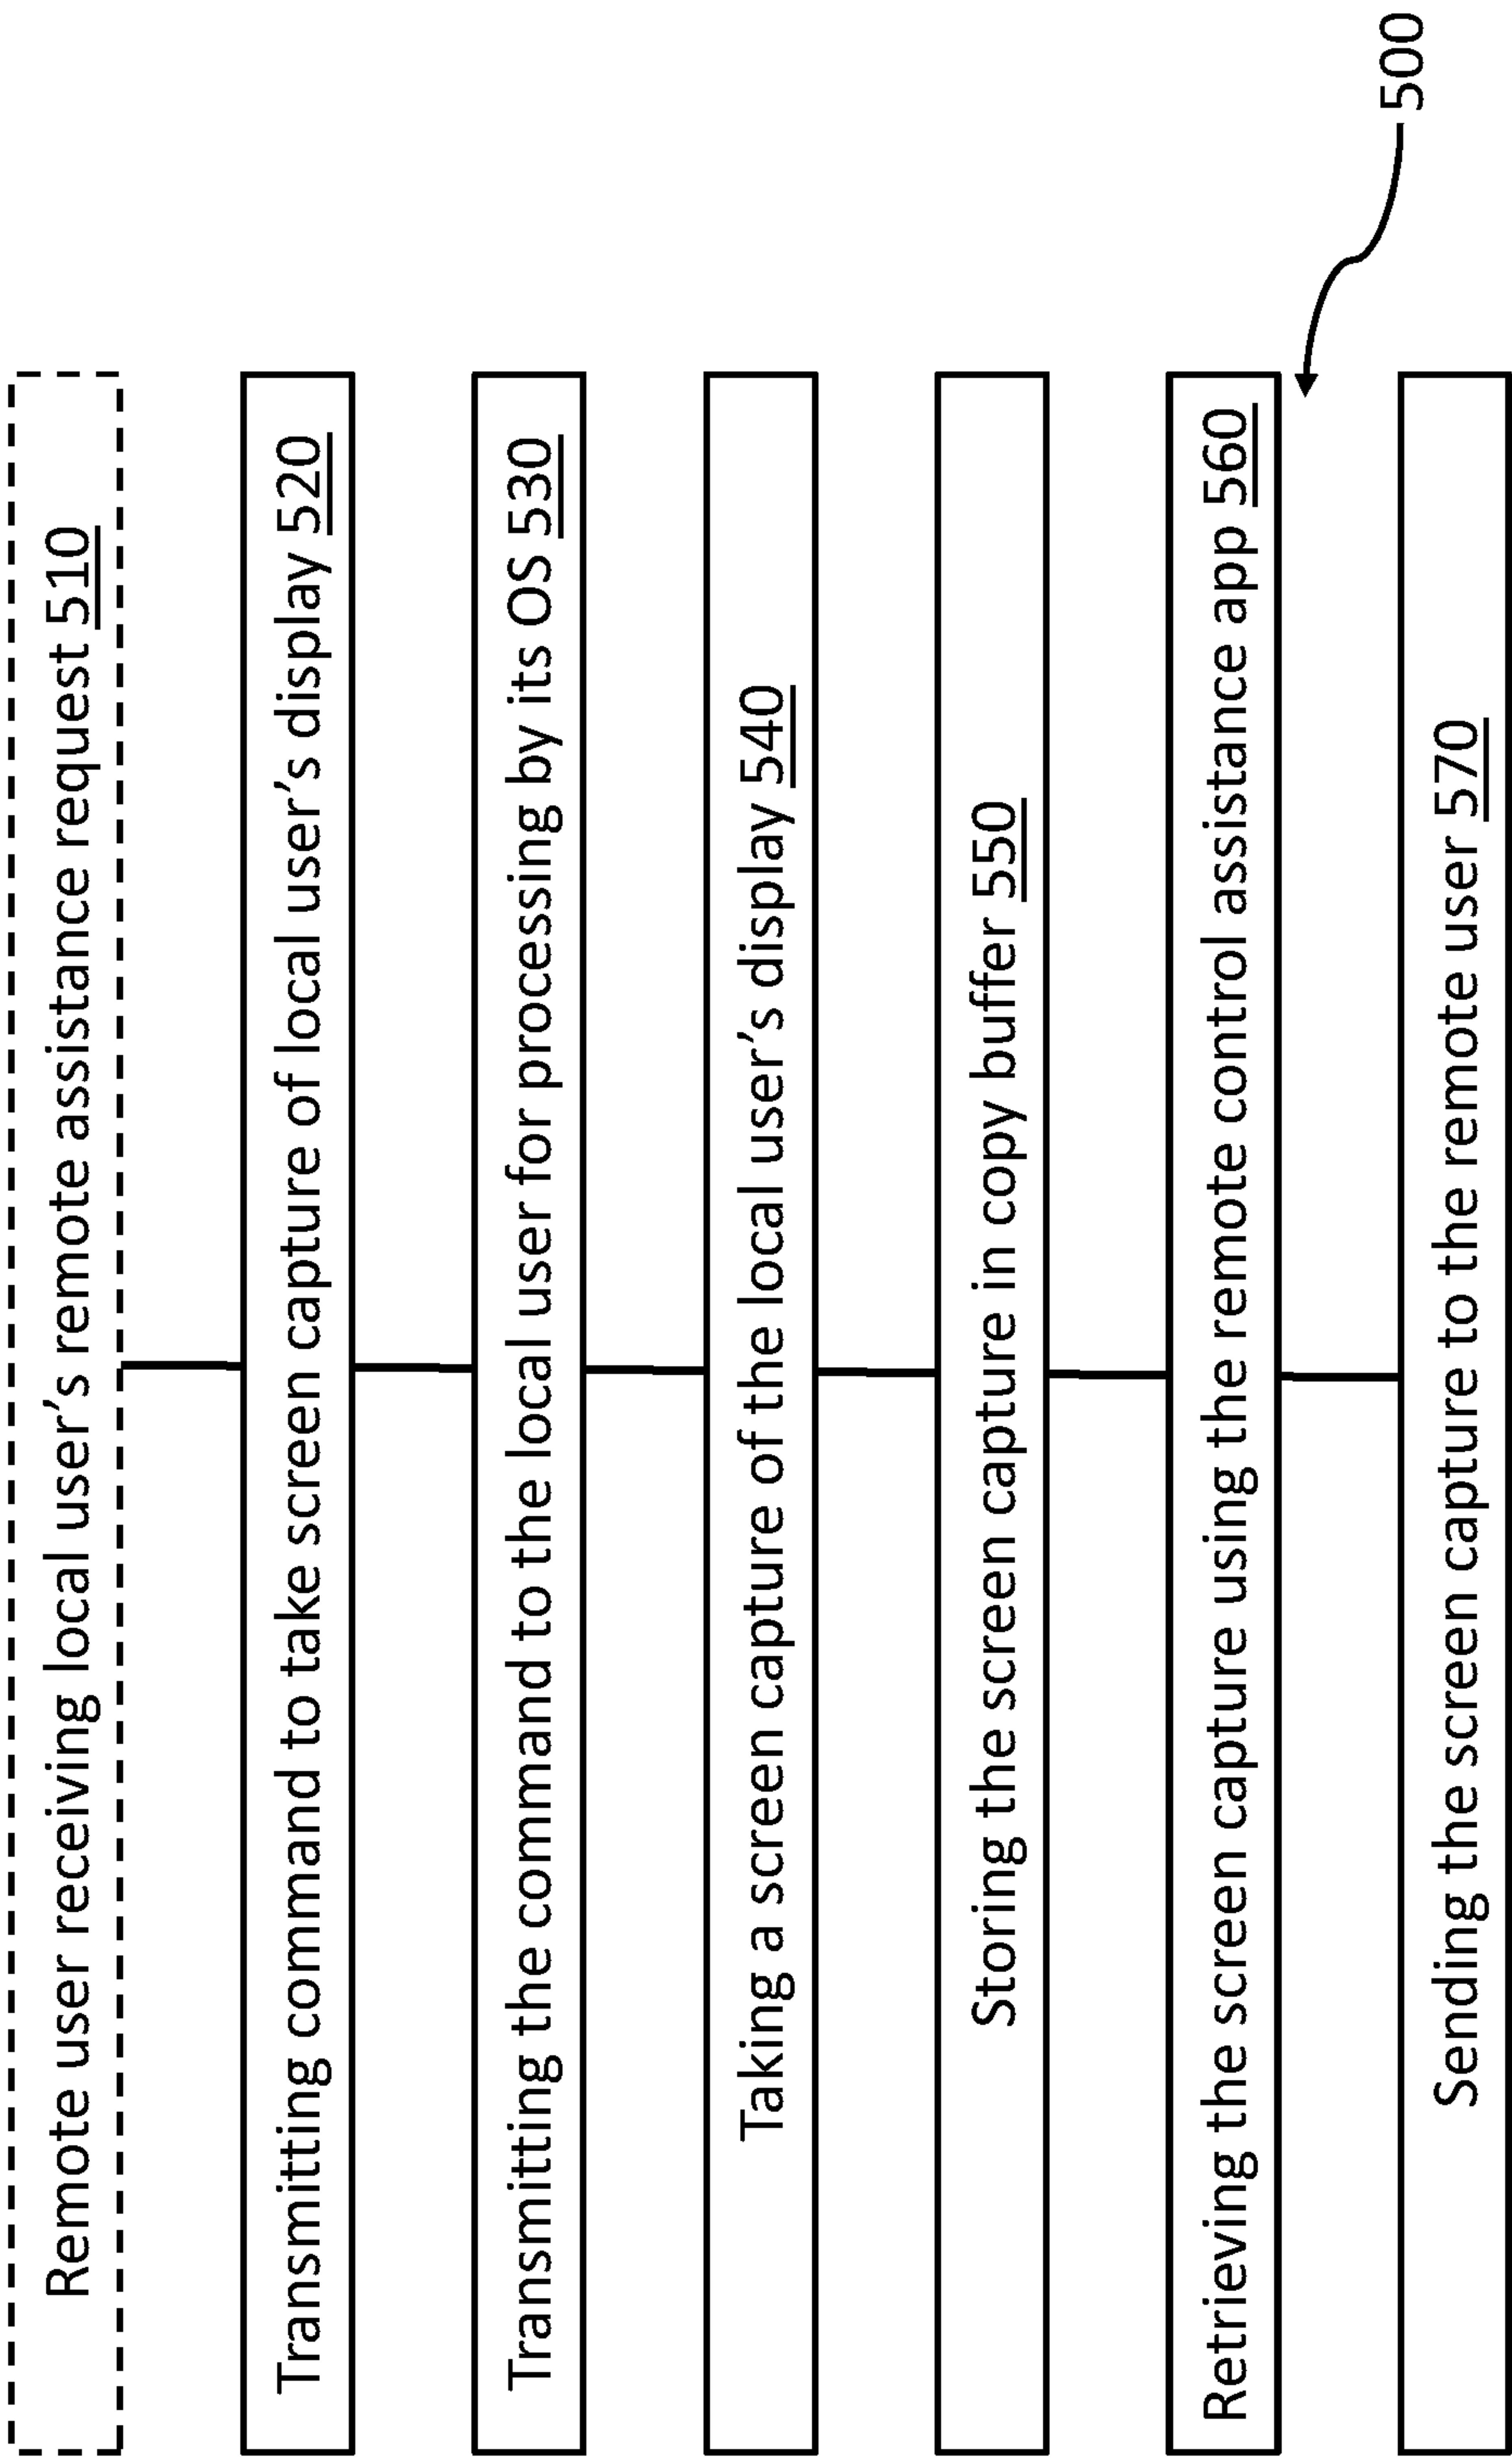 Remote user receiving local user’s remote assistance request 510
Transmitting command to take screen capture of local user’s display 520
Transmitting the command to the local user for processing by its OS 530
Taking a screen capture of the local user’s display 540
Storing the screen capture in copy buffer 550
Retrieving the screen capture using the remote control assistance app 560
500
Sending the screen capture to the remote user 570